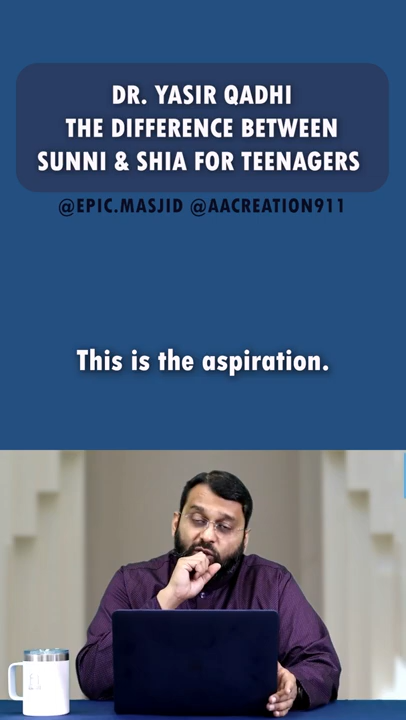 DR. YASIR QADHI
THE DIFFERENCE BETWEEN
SUNNI & SHIA FOR TEENAGERS
@EPIC.MASJID @AACREATION911
This is the aspiration.